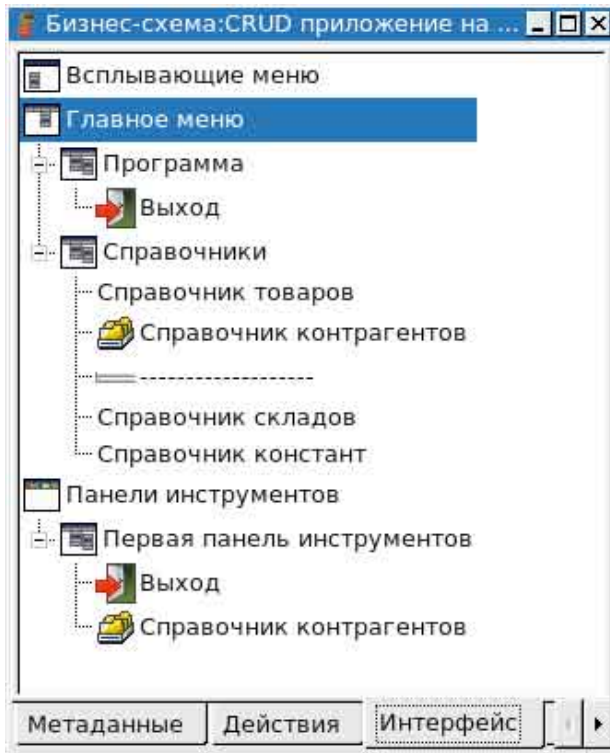 Бизнес-схема:CRUD приложение на ...
Всплывающие меню
Главное меню
Программа
Выход
Справочники
Справочник товаров
Справочник контрагентов
-------------------
Справочник складов
Справочник констант
Панели инструментов
Первая панель инструментов
Выход
Справочник контрагентов
Метаданные Действия Интерфейс